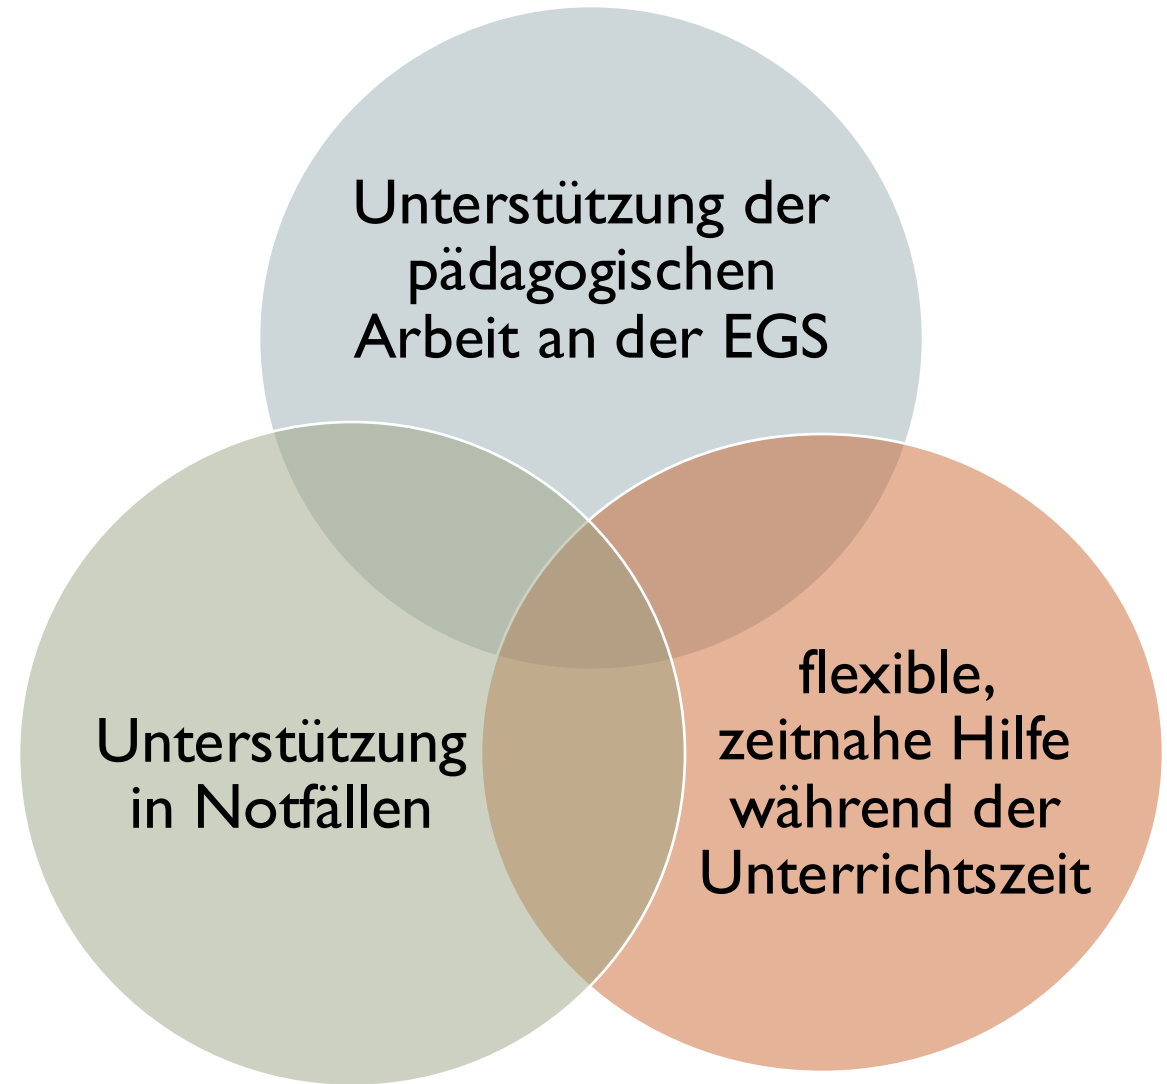 Unterstützung der
pädagogischen
Arbeit an der EGS
Unterstützung
in Notfällen
flexible,
zeitnahe Hilfe
während der
Unterrichtszeit